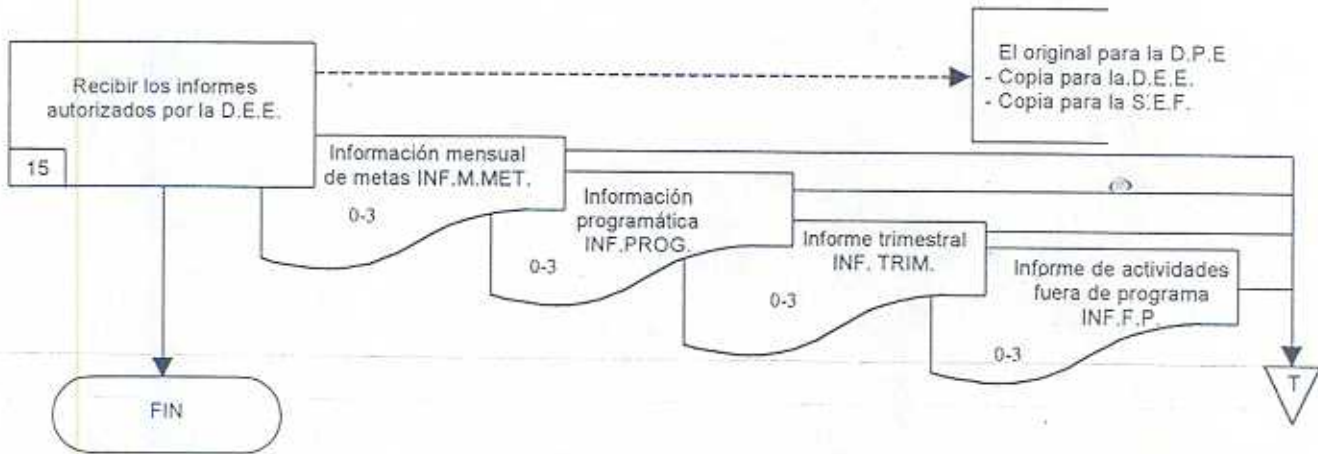 Recibir los informes
autorizados por la D.E.E.
15
El original para la D.P.E
- Copia para la.D.E.E.
- Copia para la S.E.F.
Información mensual
de metas INF.M.MET.
0-3
Información
programática
INF.PROG.
0-3
Informe trimestral
INF. TRIM.
0-3
Informe de actividades
fuera de programa
INF.F.P.
0-3
FIN
T